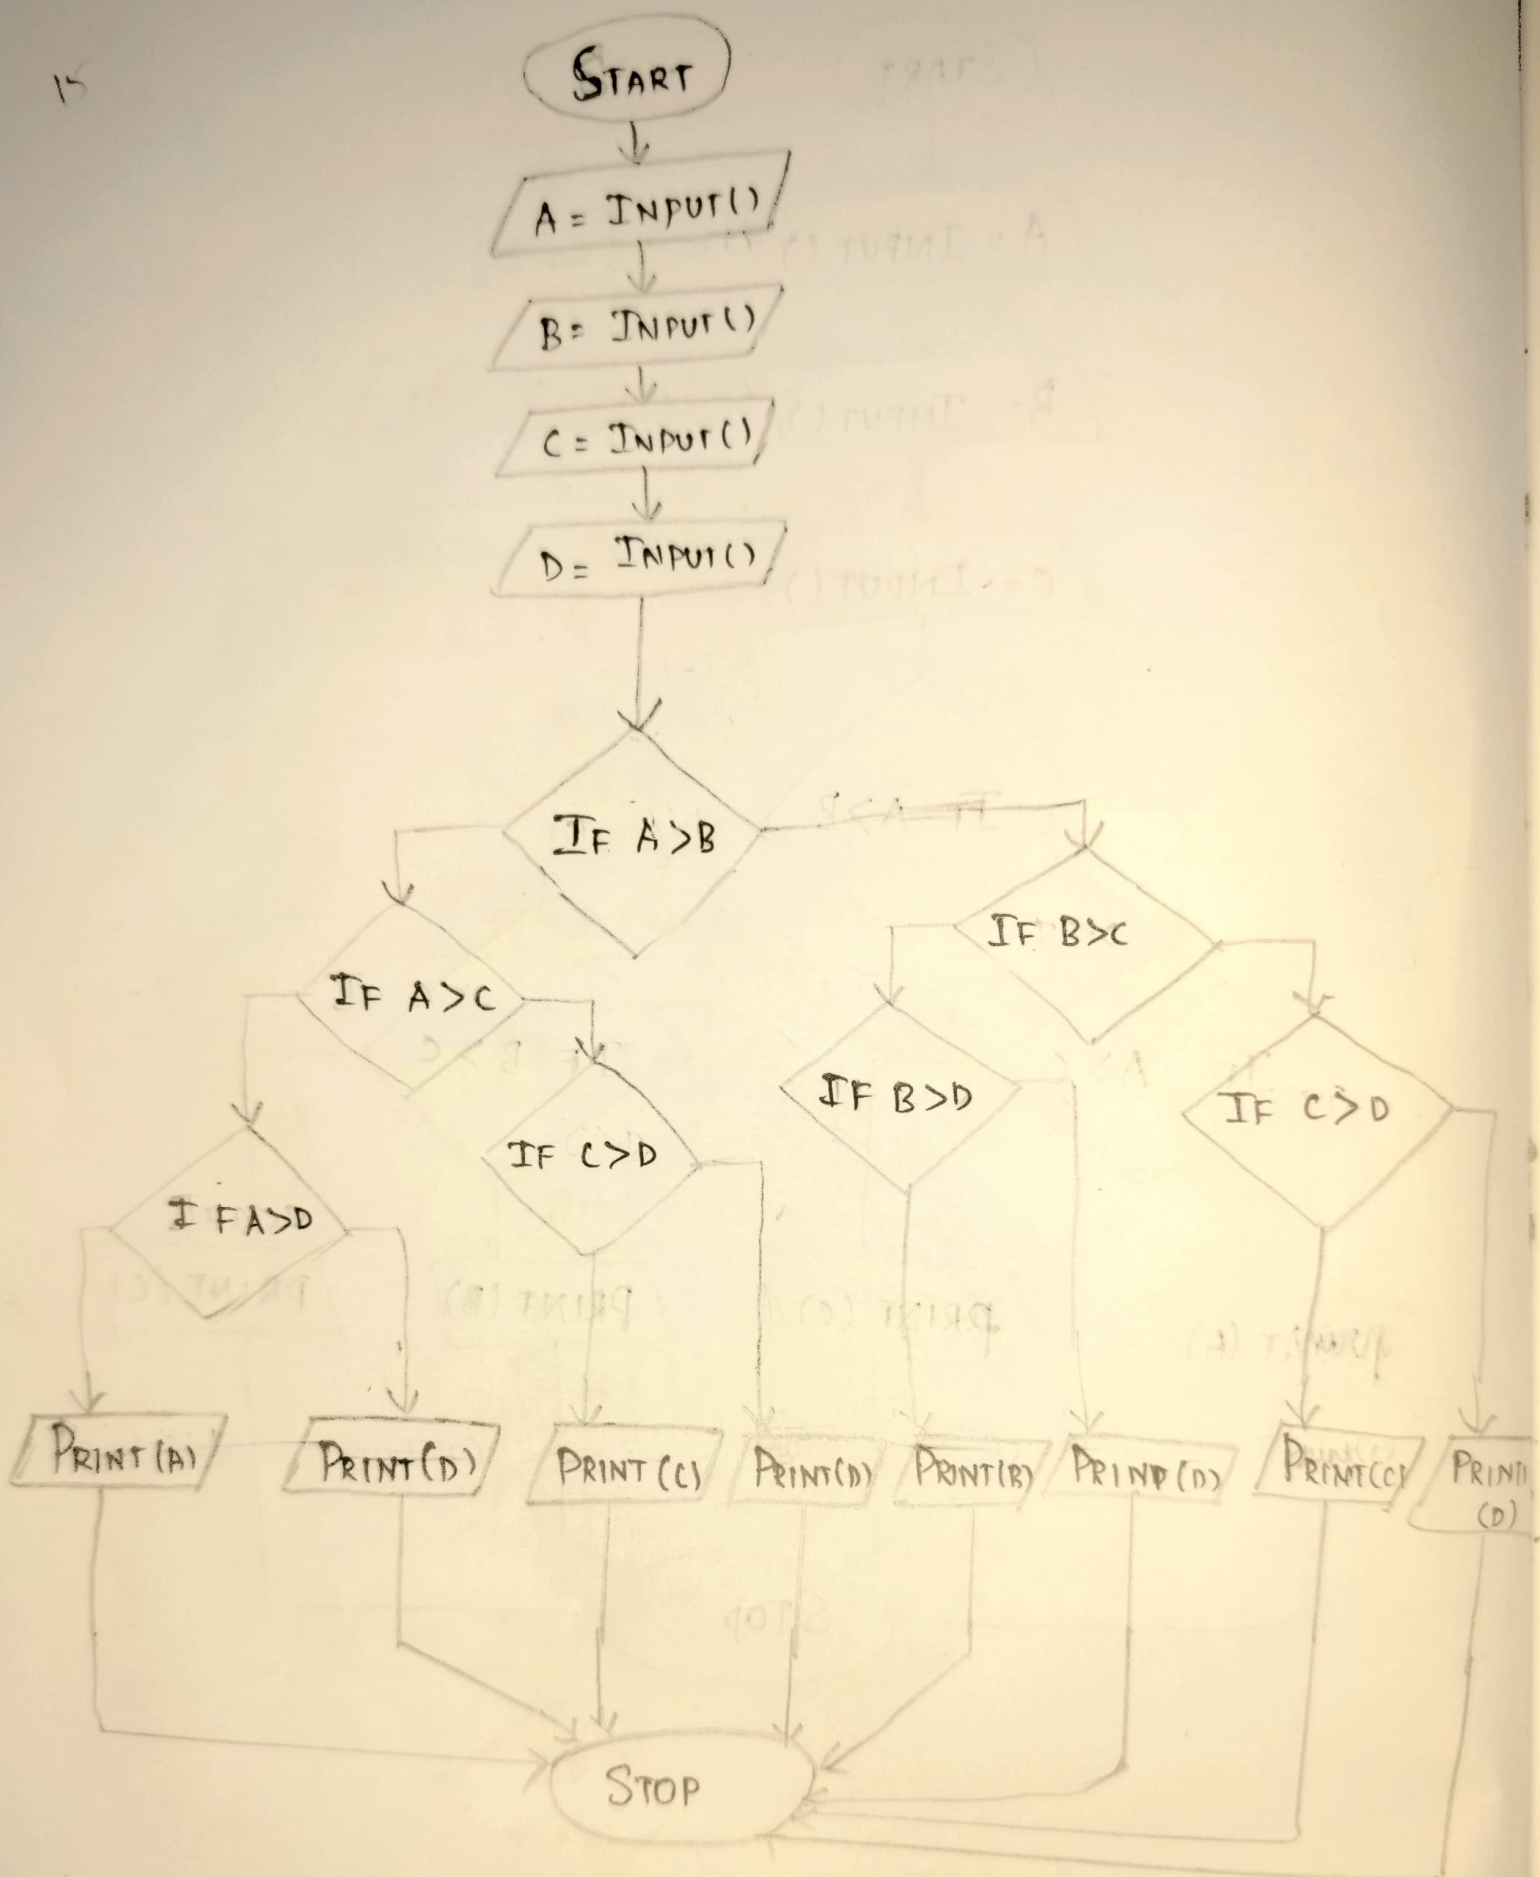 15
START
A = INPUT()
B = INPUT()
C = INPUT()
D = INPUT()
IF A>B
IF B>C
IF A>C
IF B>D
IF C>D
IF C>D
IF A>D
PRINT(A)
PRINT(D)
PRINT(C)
PRINT(D)
PRINT(B)
PRINP(D)
PRINT(C)
PRINT
(D)
STOP